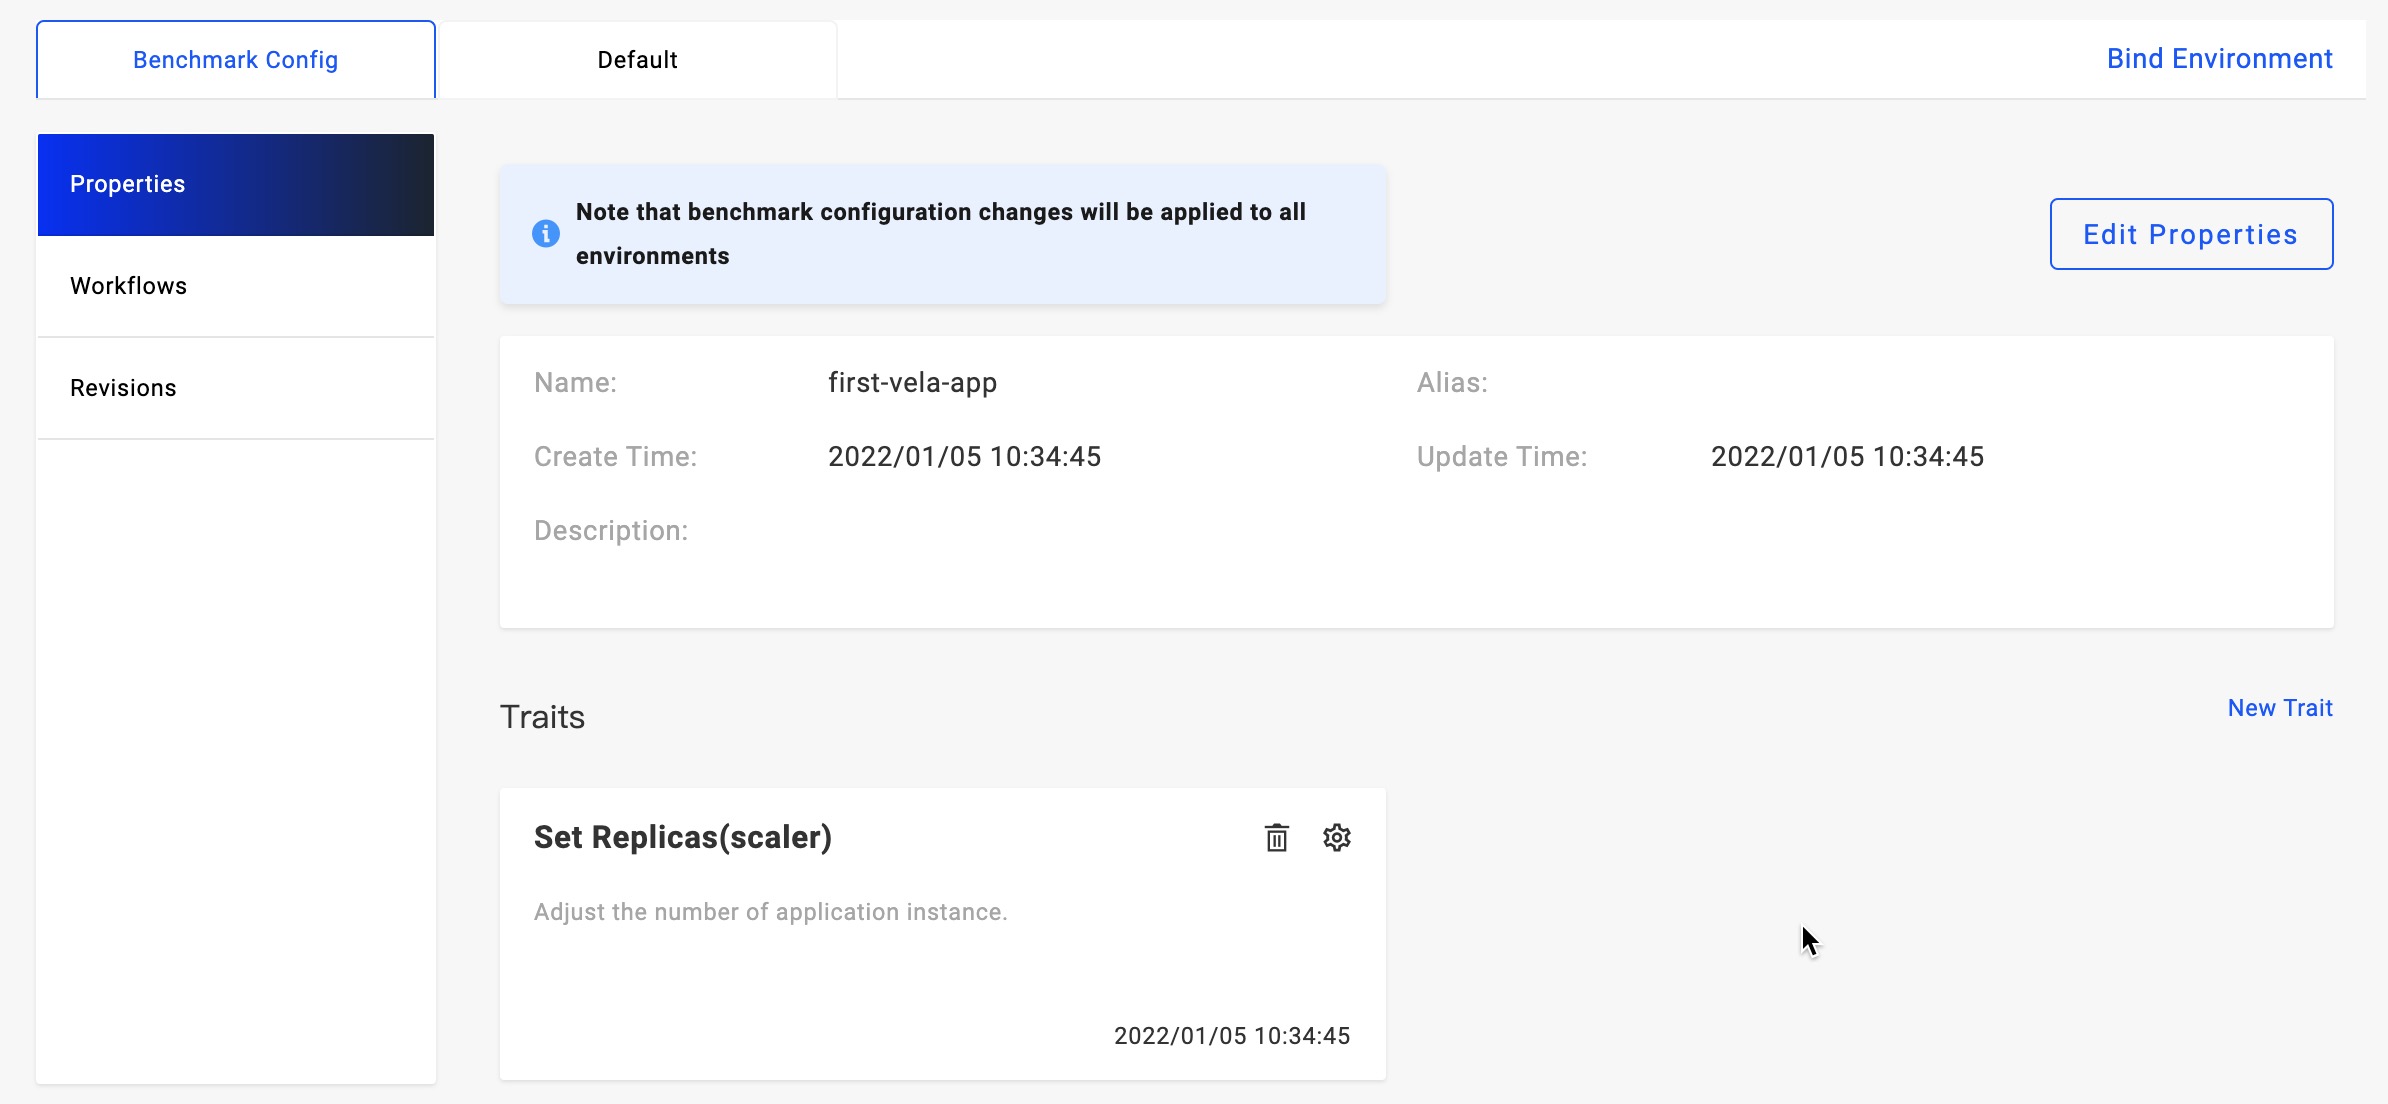 Benchmark Config
Default
Bind Environment
Properties
Workflows
Revisions
Note that benchmark configuration changes will be applied to all
environments
Edit Properties
Name: first-vela-app Alias:
Create Time: 2022/01/05 10:34:45 Update Time: 2022/01/05 10:34:45
Description:
Traits
New Trait
Set Replicas(scaler)
Adjust the number of application instance.
2022/01/05 10:34:45